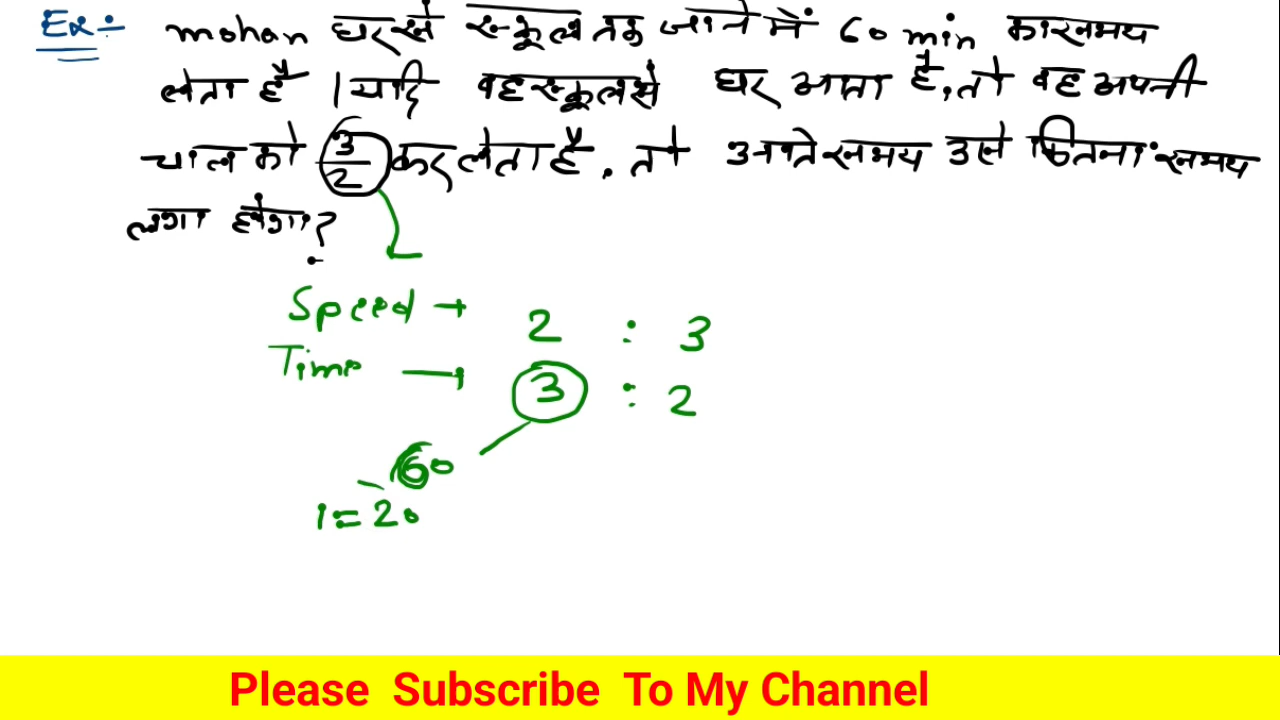 Ex:- mohan घर से स्कूल तक जाने में 60 min का समय
लेता है । यदि वह स्कूल से घर आता है, तो वह अपनी
चाल को 3/2 कर लेता है, तो आते समय उसे कितना समय
लगा होगा?
Speed → 2 : 3
Time → 3 : 2
60
1 = 20
Please Subscribe To My Channel